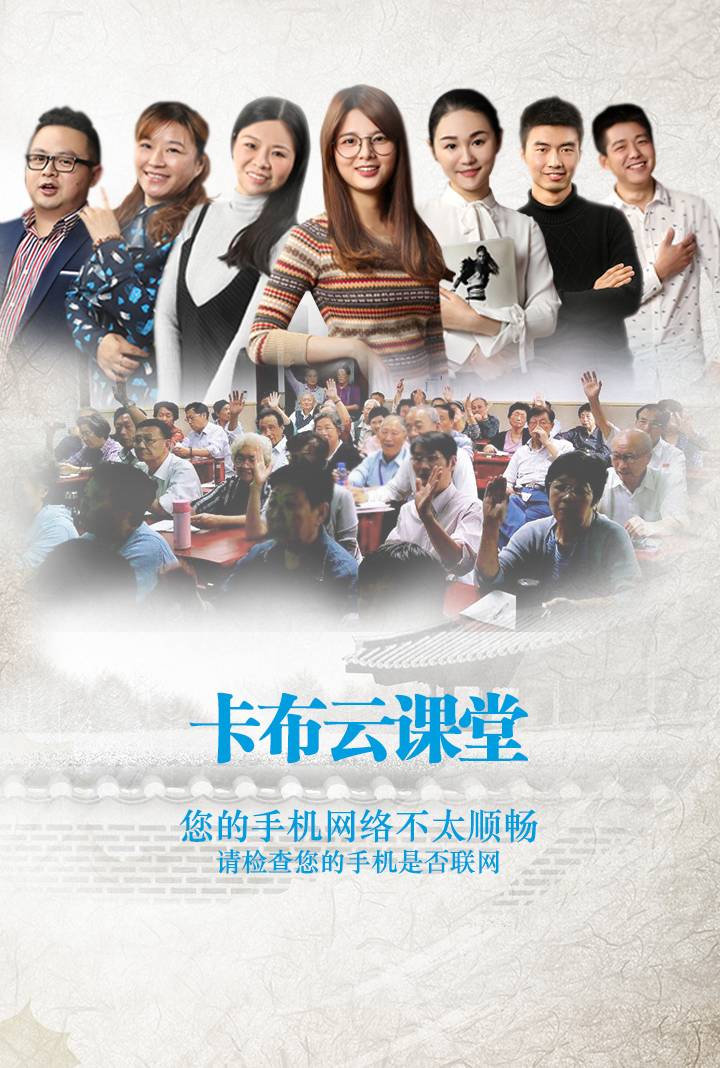 卡布云课堂
您的手机网络不太顺畅
请检查您的手机是否联网